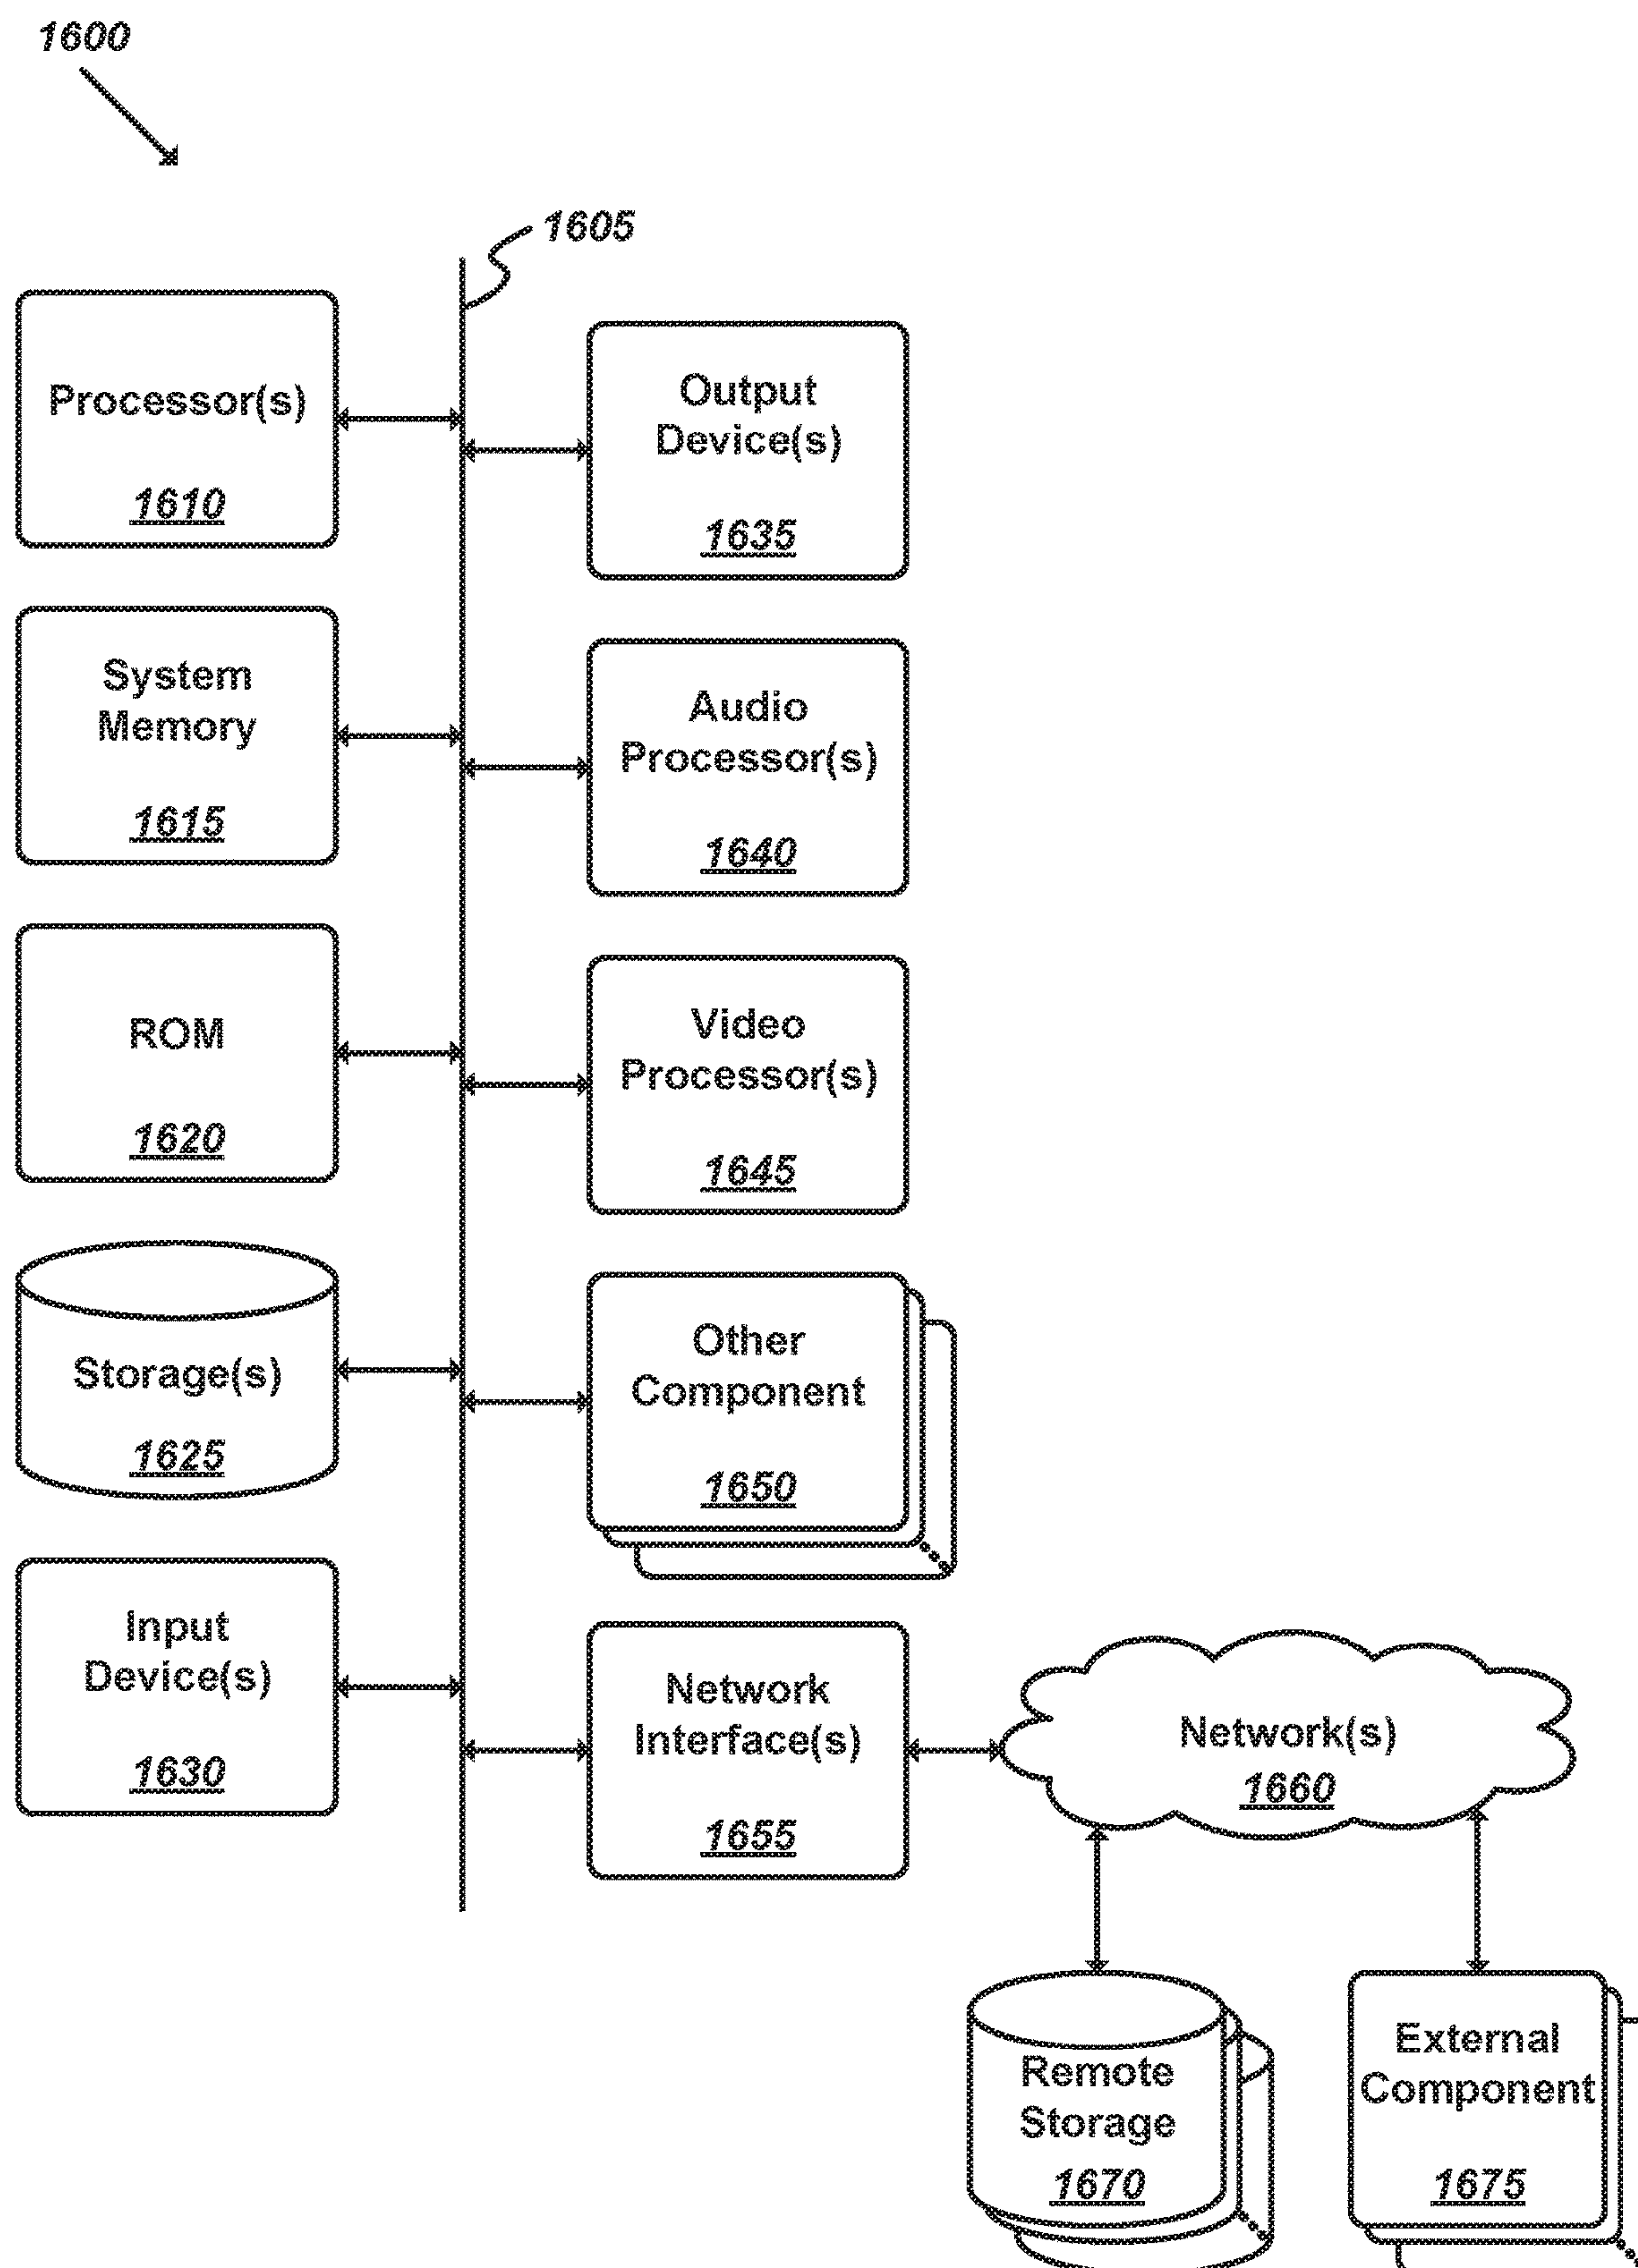 1600
1605
Processor(s)
1610
System
Memory
1615
ROM
1620
Storage(s)
1625
Input
Device(s)
1630
Output
Device(s)
1635
Audio
Processor(s)
1640
Video
Processor(s)
1645
Other
Component
1650
Network
Interface(s)
1655
Network(s)
1660
Remote
Storage
1670
External
Component
1675